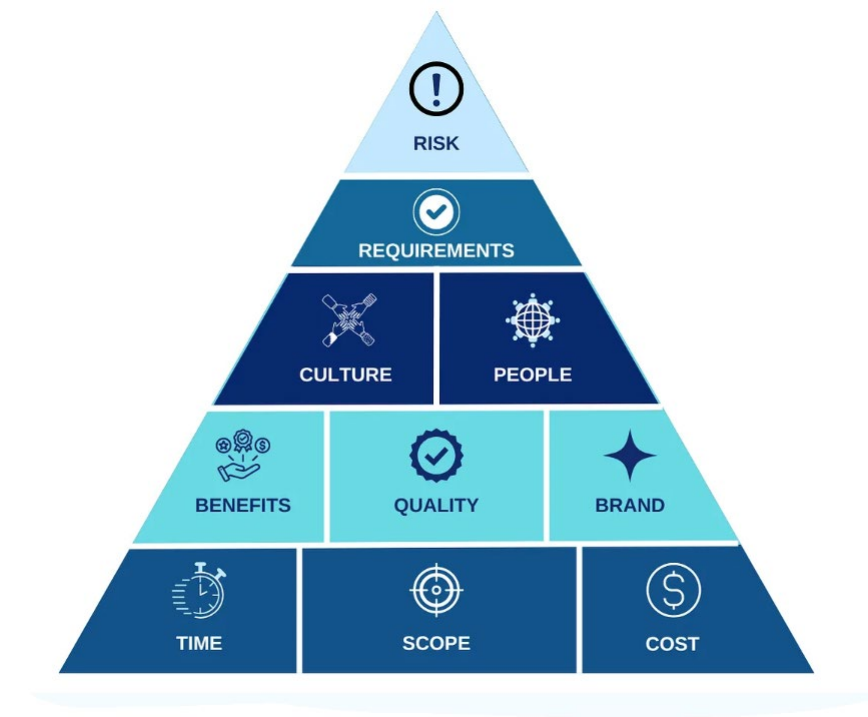 RISK
REQUIREMENTS
CULTURE
PEOPLE
BENEFITS
QUALITY
BRAND
TIME
SCOPE
COST